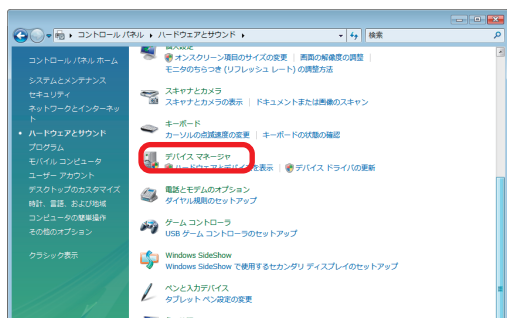 コントロール パネル ▸ ハードウェアとサウンド ▸
検索
コントロール パネル ホーム
システムとメンテナンス
セキュリティ
ネットワークとインターネッ
ト
• ハードウェアとサウンド
プログラム
モバイル コンピュータ
ユーザー アカウント
デスクトップのカスタマイズ
時計、言語、および地域
コンピュータの簡単操作
その他のオプション
クラシック表示
個人設定
オンスクリーン項目のサイズの変更 | 画面の解像度の調整 |
モニタのちらつき (リフレッシュ レート) の調整方法
スキャナとカメラ
スキャナとカメラの表示 | ドキュメントまたは画像のスキャン
キーボード
カーソルの点滅速度の変更 | キーボードの状態の確認
デバイス マネージャ
ハードウェアとデバイスを表示 | デバイス ドライバの更新
電話とモデムのオプション
ダイヤル規則のセットアップ
ゲーム コントローラ
USB ゲーム コントローラのセットアップ
Windows SideShow
Windows SideShow で使用するセカンダリ ディスプレイのセットアップ
ペンと入力デバイス
タブレット ペン設定の変更